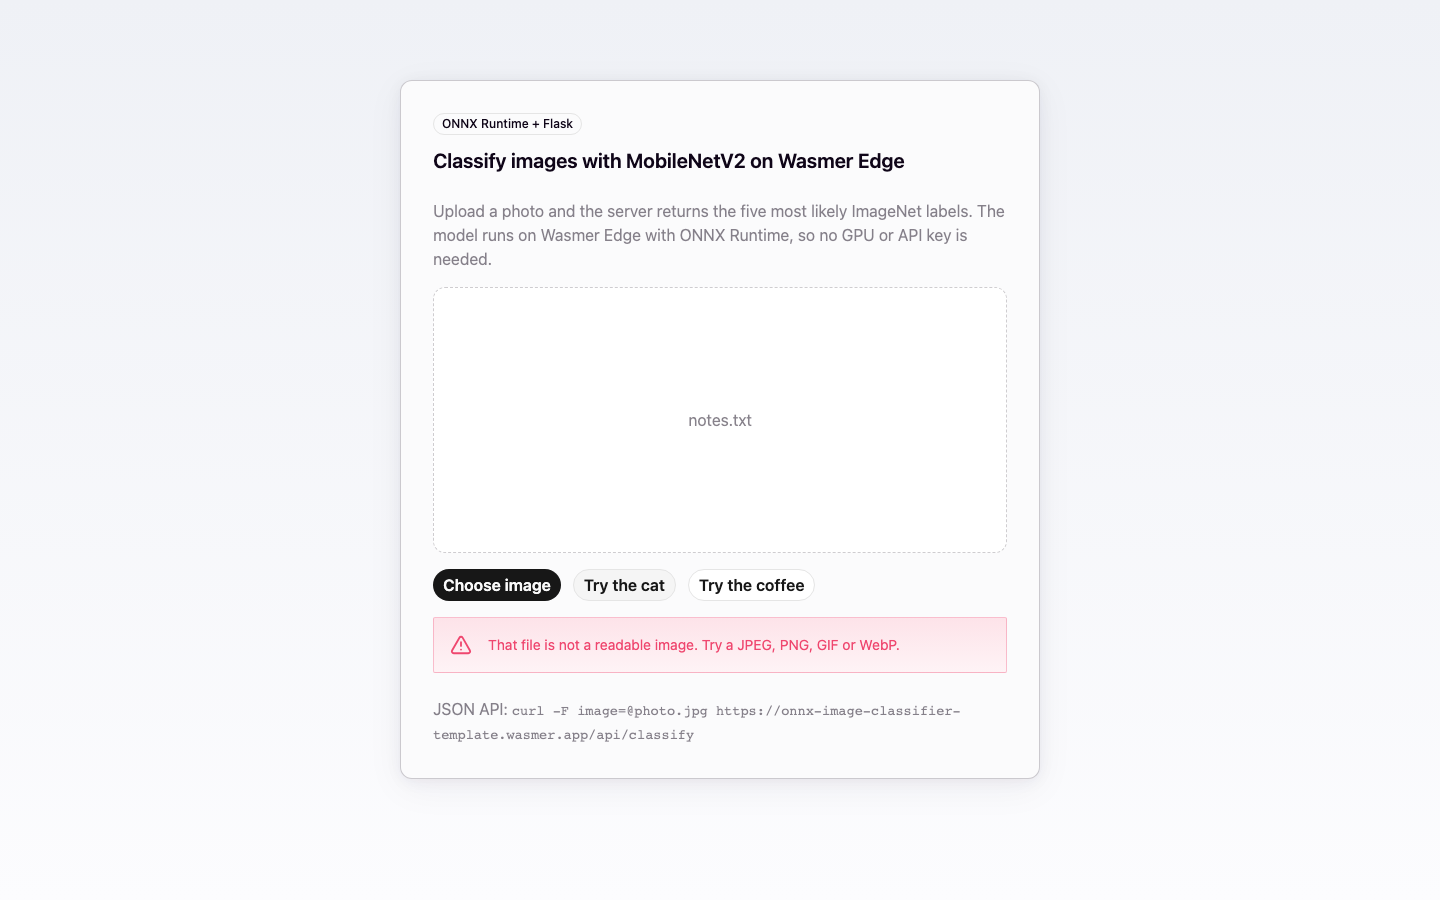 ONNX Runtime + Flask
Classify images with MobileNetV2 on Wasmer Edge
Upload a photo and the server returns the five most likely ImageNet labels. The
model runs on Wasmer Edge with ONNX Runtime, so no GPU or API key is
needed.
notes.txt
Choose image
Try the cat
Try the coffee
That file is not a readable image. Try a JPEG, PNG, GIF or WebP.
JSON API: curl -F image=@photo.jpg https://onnx-image-classifier-
template.wasmer.app/api/classify